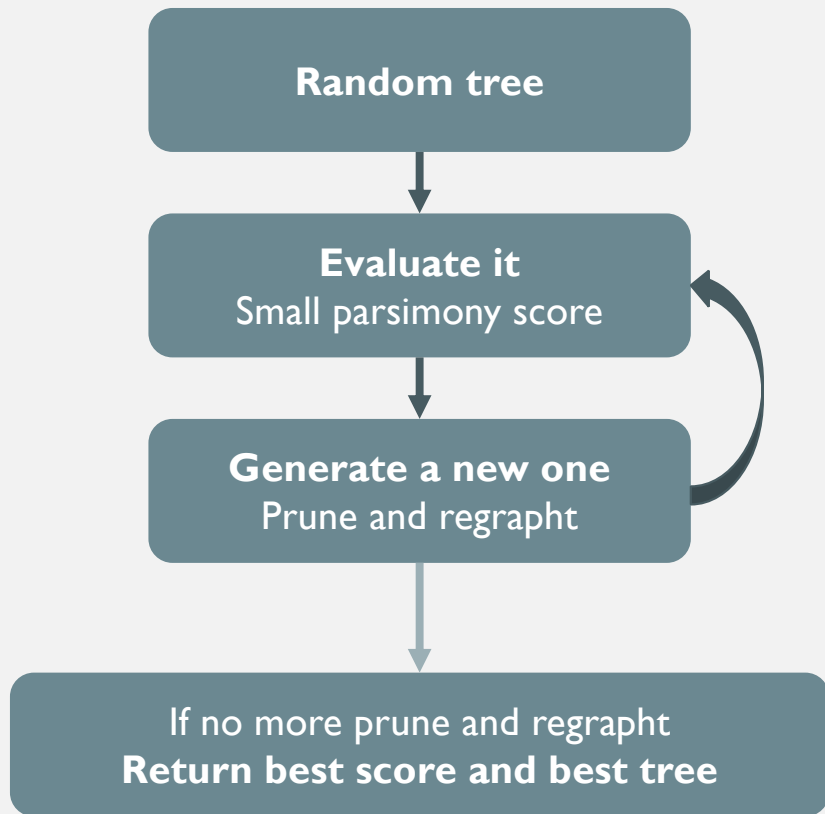 Random tree
Evaluate it
Small parsimony score
Generate a new one
Prune and regrapht
If no more prune and regrapht
Return best score and best tree